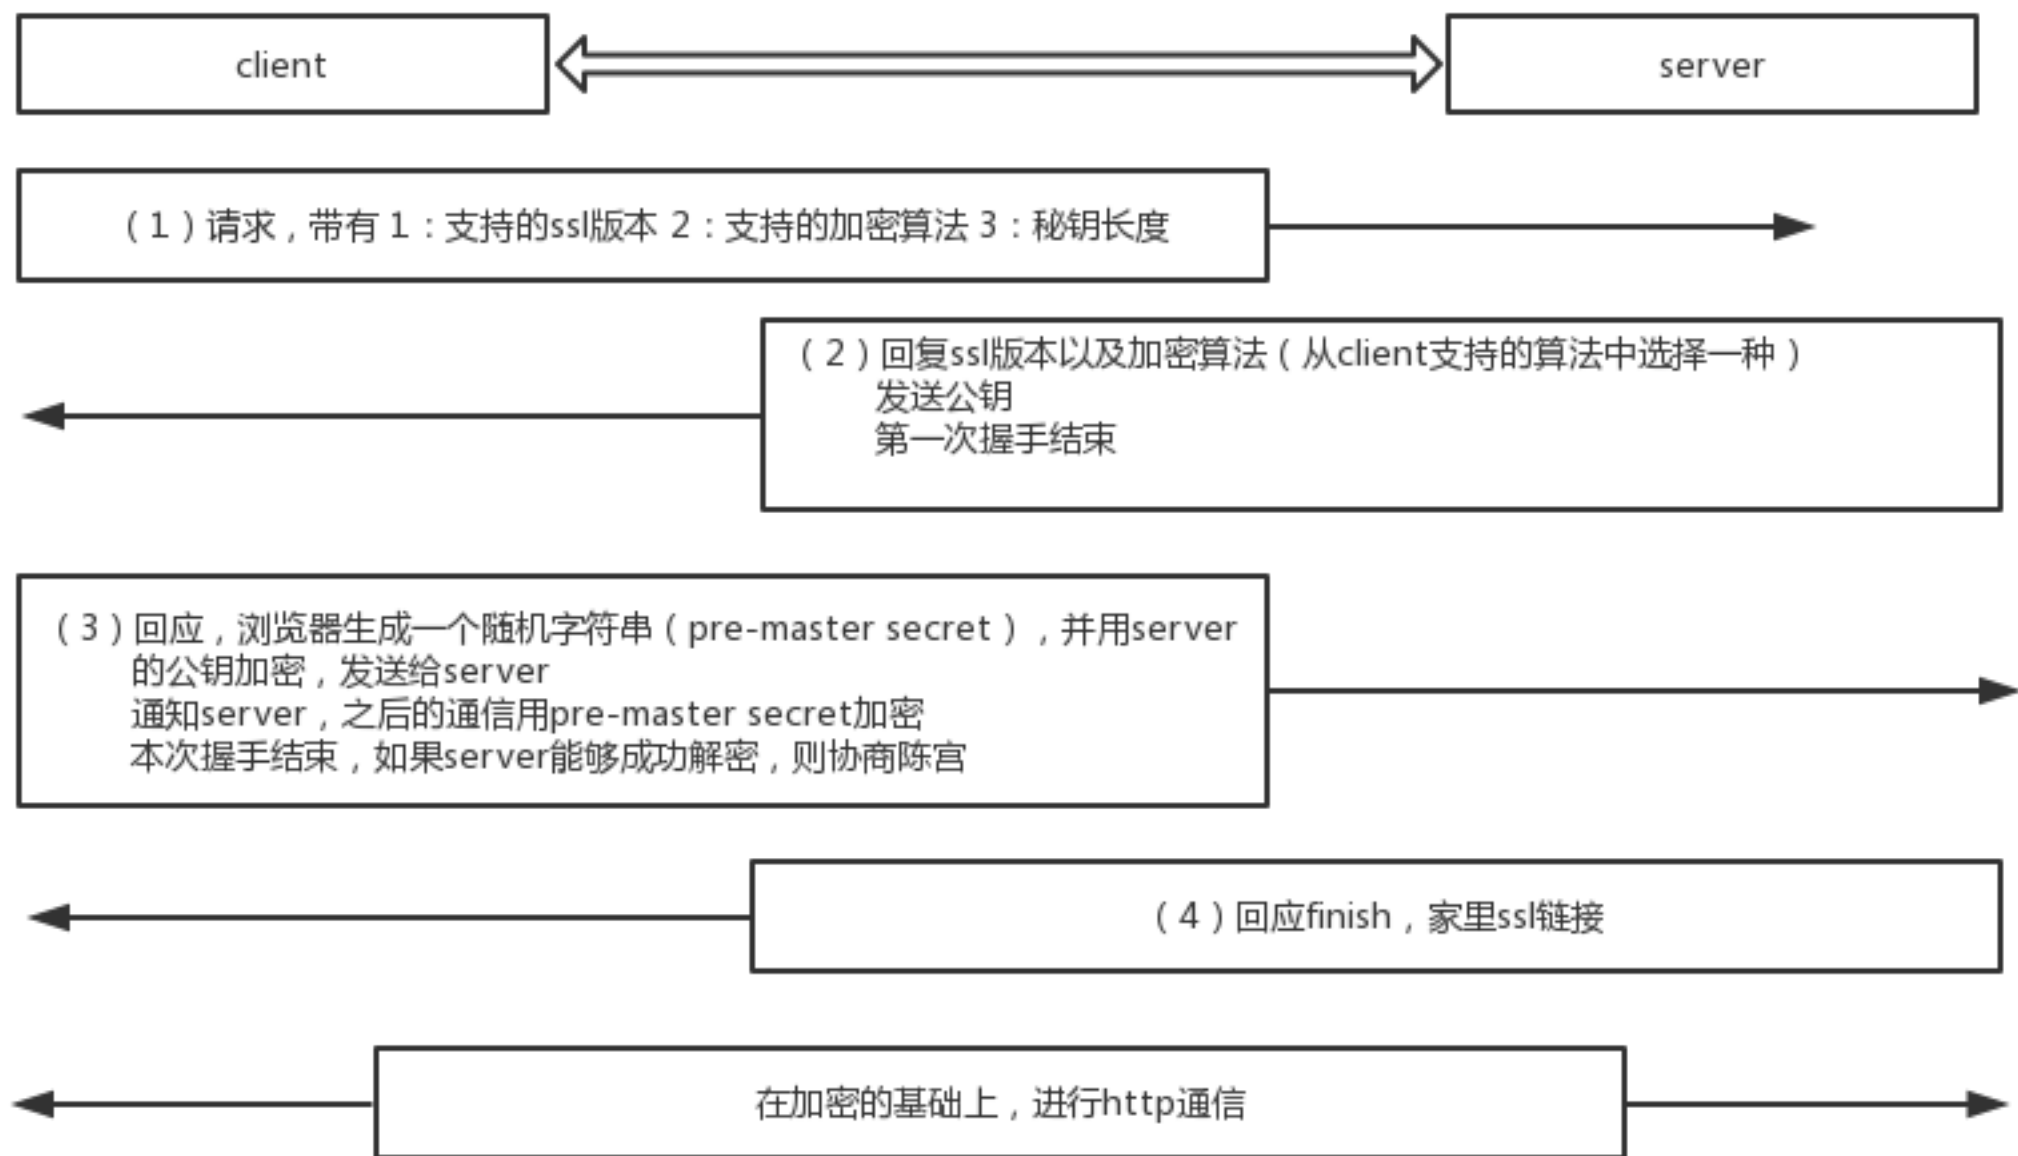 client
server
（1）请求，带有 1：支持的ssl版本 2：支持的加密算法 3：秘钥长度
（2）回复ssl版本以及加密算法（从client支持的算法中选择一种）
发送公钥
第一次握手结束
（3）回应，浏览器生成一个随机字符串（pre-master secret），并用server
的公钥加密，发送给server
通知server，之后的通信用pre-master secret加密
本次握手结束，如果server能够成功解密，则协商陈宫
（4）回应finish，家里ssl链接
在加密的基础上，进行http通信